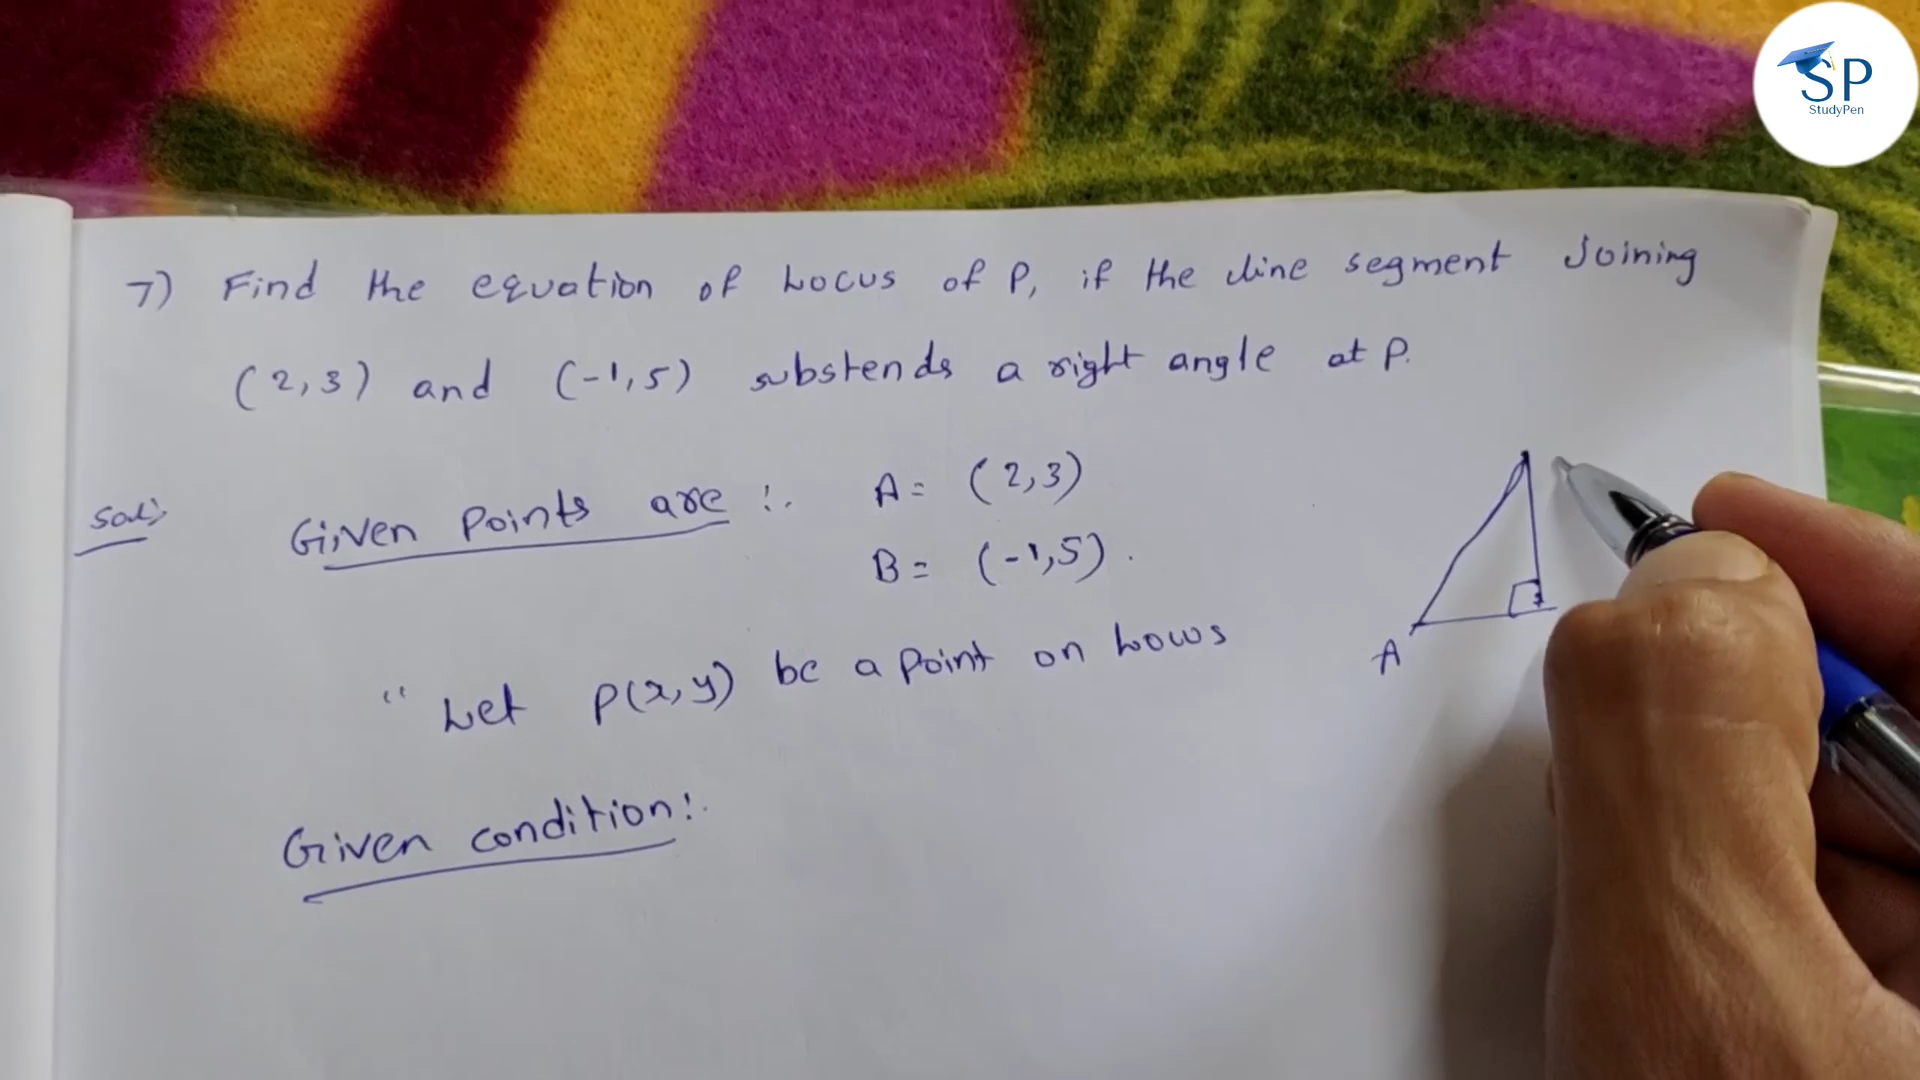 SP
StudyPen
7) Find the equation of Locus of P, if the line segment Joining
(2,3) and (-1,5) substends a right angle at P.
Sol:
Given Points are :. A = (2,3)
B = (-1,5).
" Let P(x,y) be a Point on Locus
A
Given condition:.